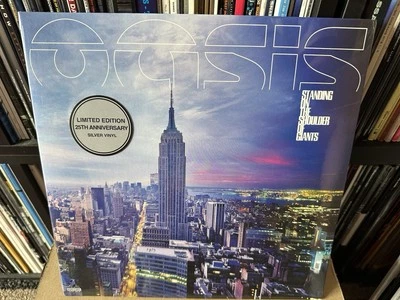 oasis
STANDING
ON
THE
SHOULDER
OF
GIANTS
LIMITED EDITION
25TH ANNIVERSARY
SILVER VINYL